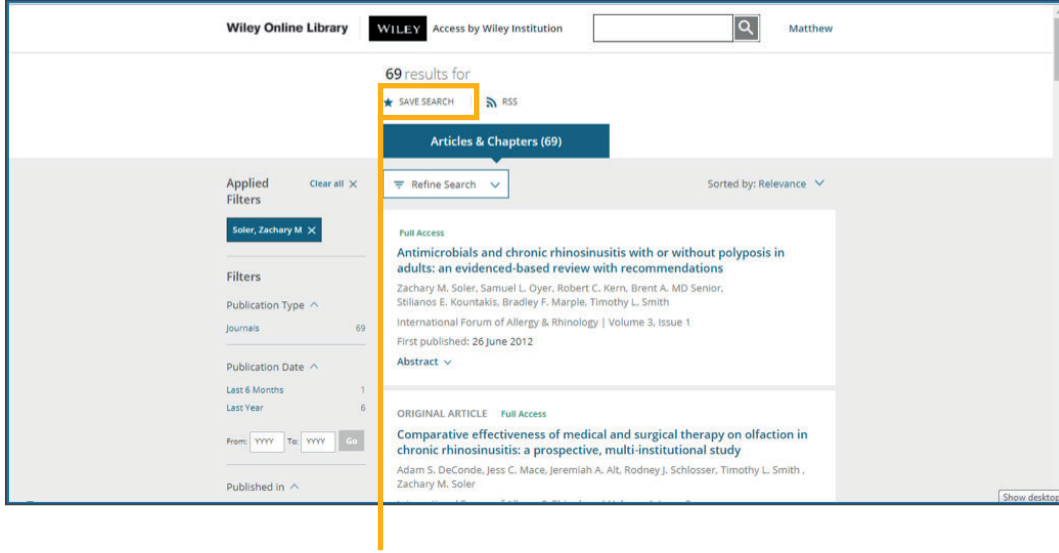 Wiley Online Library
WILEY Access by Wiley Institution
Matthew
69 results for
SAVE SEARCH RSS
Articles & Chapters (69)
Applied Filters
Clear all X
Refine Search
Sorted by: Relevance
Soler, Zachary M X
Filters
Publication Type
Journals 69
Publication Date
Last 6 Months 1
Last Year 6
From: YYYY To: YYYY Go
Published in
Full Access
Antimicrobials and chronic rhinosinusitis with or without polyposis in
adults: an evidenced-based review with recommendations
Zachary M. Soler, Samuel L. Oyer, Robert C. Kern, Brent A. MD Senior,
Stilianos E. Kountakis, Bradley F. Marple, Timothy L. Smith
International Forum of Allergy & Rhinology | Volume 3, Issue 1
First published: 26 June 2012
Abstract
ORIGINAL ARTICLE Full Access
Comparative effectiveness of medical and surgical therapy on olfaction in
chronic rhinosinusitis: a prospective, multi-institutional study
Adam S. DeConde, Jess C. Mace, Jeremiah A. Alt, Rodney J. Schlosser, Timothy L. Smith ,
Zachary M. Soler
Show desktop